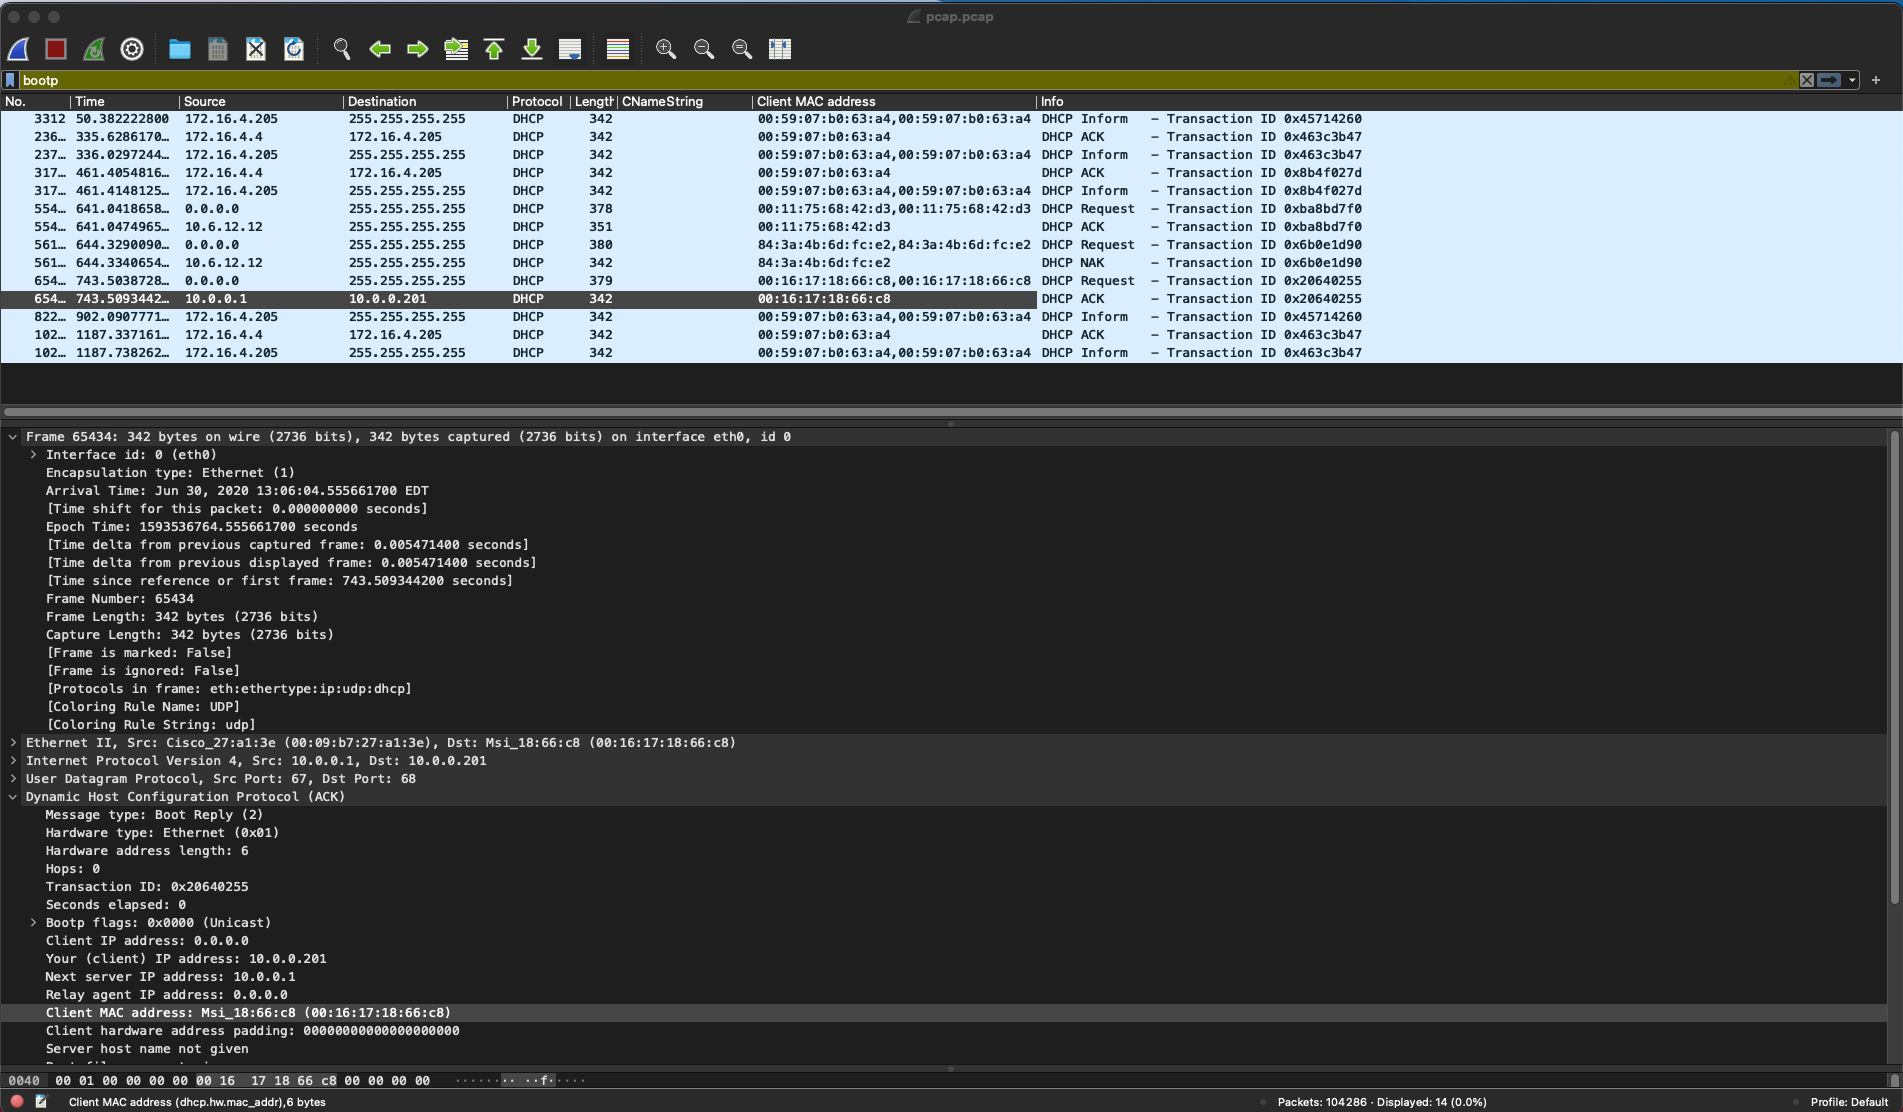 pcap.pcap
bootp
No. Time Source Destination Protocol Length CNameString Client MAC address Info
3312 50.382222800 172.16.4.205 255.255.255.255 DHCP 342 00:59:07:b0:63:a4,00:59:07:b0:63:a4 DHCP Inform – Transaction ID 0x45714260
236… 335.6286170… 172.16.4.4 172.16.4.205 DHCP 342 00:59:07:b0:63:a4 DHCP ACK – Transaction ID 0x463c3b47
237… 336.0297244… 172.16.4.205 255.255.255.255 DHCP 342 00:59:07:b0:63:a4,00:59:07:b0:63:a4 DHCP Inform – Transaction ID 0x463c3b47
317… 461.4054816… 172.16.4.4 172.16.4.205 DHCP 342 00:59:07:b0:63:a4 DHCP ACK – Transaction ID 0x8b4f027d
317… 461.4148125… 172.16.4.205 255.255.255.255 DHCP 342 00:59:07:b0:63:a4,00:59:07:b0:63:a4 DHCP Inform – Transaction ID 0x8b4f027d
554… 641.0418658… 0.0.0.0 255.255.255.255 DHCP 378 00:11:75:68:42:d3,00:11:75:68:42:d3 DHCP Request – Transaction ID 0xba8bd7f0
554… 641.0474965… 10.6.12.12 255.255.255.255 DHCP 351 00:11:75:68:42:d3 DHCP ACK – Transaction ID 0xba8bd7f0
561… 644.3290090… 0.0.0.0 255.255.255.255 DHCP 380 84:3a:4b:6d:fc:e2,84:3a:4b:6d:fc:e2 DHCP Request – Transaction ID 0x6b0e1d90
561… 644.3340654… 10.6.12.12 255.255.255.255 DHCP 342 84:3a:4b:6d:fc:e2 DHCP NAK – Transaction ID 0x6b0e1d90
654… 743.5038728… 0.0.0.0 255.255.255.255 DHCP 379 00:16:17:18:66:c8,00:16:17:18:66:c8 DHCP Request – Transaction ID 0x20640255
654… 743.5093442… 10.0.0.1 10.0.0.201 DHCP 342 00:16:17:18:66:c8 DHCP ACK – Transaction ID 0x20640255
822… 902.0907771… 172.16.4.205 255.255.255.255 DHCP 342 00:59:07:b0:63:a4,00:59:07:b0:63:a4 DHCP Inform – Transaction ID 0x45714260
102… 1187.337161… 172.16.4.4 172.16.4.205 DHCP 342 00:59:07:b0:63:a4 DHCP ACK – Transaction ID 0x463c3b47
102… 1187.738262… 172.16.4.205 255.255.255.255 DHCP 342 00:59:07:b0:63:a4,00:59:07:b0:63:a4 DHCP Inform – Transaction ID 0x463c3b47
Frame 65434: 342 bytes on wire (2736 bits), 342 bytes captured (2736 bits) on interface eth0, id 0
Interface id: 0 (eth0)
Encapsulation type: Ethernet (1)
Arrival Time: Jun 30, 2020 13:06:04.555661700 EDT
[Time shift for this packet: 0.000000000 seconds]
Epoch Time: 1593536764.555661700 seconds
[Time delta from previous captured frame: 0.005471400 seconds]
[Time delta from previous displayed frame: 0.005471400 seconds]
[Time since reference or first frame: 743.509344200 seconds]
Frame Number: 65434
Frame Length: 342 bytes (2736 bits)
Capture Length: 342 bytes (2736 bits)
[Frame is marked: False]
[Frame is ignored: False]
[Protocols in frame: eth:ethertype:ip:udp:dhcp]
[Coloring Rule Name: UDP]
[Coloring Rule String: udp]
Ethernet II, Src: Cisco_27:a1:3e (00:09:b7:27:a1:3e), Dst: Msi_18:66:c8 (00:16:17:18:66:c8)
Internet Protocol Version 4, Src: 10.0.0.1, Dst: 10.0.0.201
User Datagram Protocol, Src Port: 67, Dst Port: 68
Dynamic Host Configuration Protocol (ACK)
Message type: Boot Reply (2)
Hardware type: Ethernet (0x01)
Hardware address length: 6
Hops: 0
Transaction ID: 0x20640255
Seconds elapsed: 0
Bootp flags: 0x0000 (Unicast)
Client IP address: 0.0.0.0
Your (client) IP address: 10.0.0.201
Next server IP address: 10.0.0.1
Relay agent IP address: 0.0.0.0
Client MAC address: Msi_18:66:c8 (00:16:17:18:66:c8)
Client hardware address padding: 00000000000000000000
Server host name not given
0040 00 01 00 00 00 00 00 16 17 18 66 c8 00 00 00 00 ········ ··f·····
Client MAC address (dhcp.hw.mac_addr), 6 bytes
Packets: 104286 · Displayed: 14 (0.0%)
Profile: Default